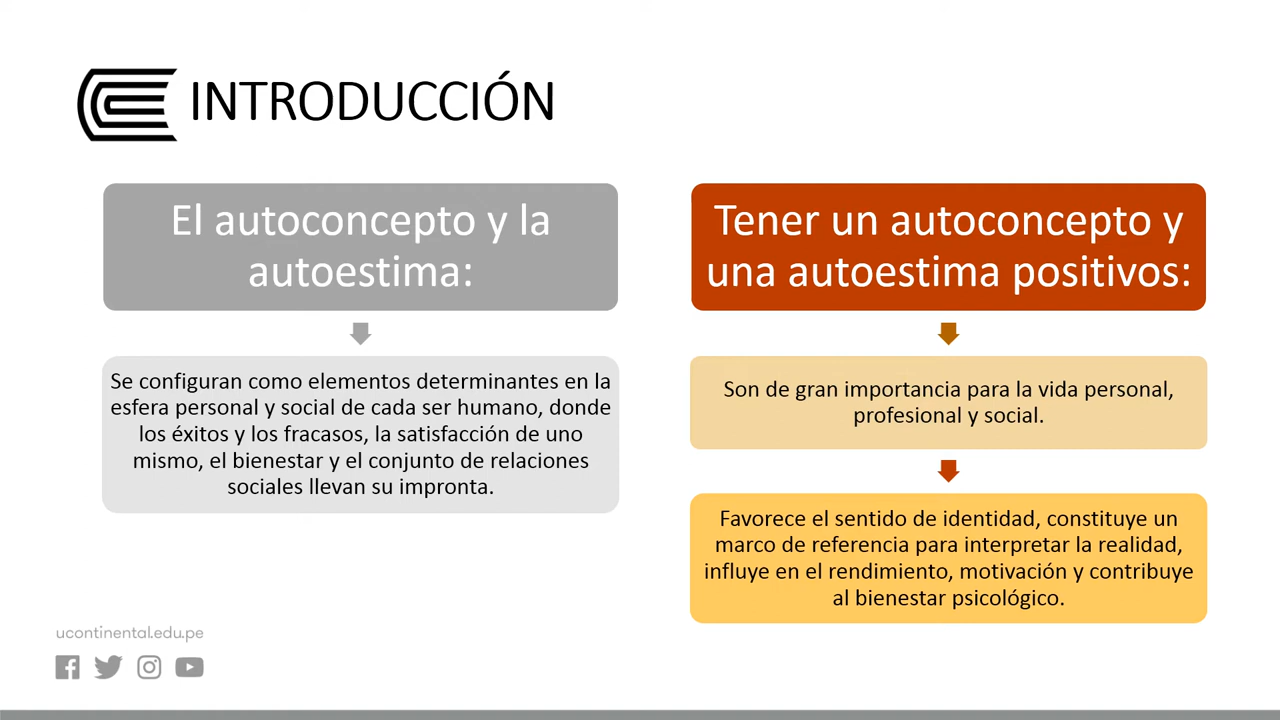 INTRODUCCIÓN
El autoconcepto y la
autoestima:
Se configuran como elementos determinantes en la
esfera personal y social de cada ser humano, donde
los éxitos y los fracasos, la satisfacción de uno
mismo, el bienestar y el conjunto de relaciones
sociales llevan su impronta.
Tener un autoconcepto y
una autoestima positivos:
Son de gran importancia para la vida personal,
profesional y social.
Favorece el sentido de identidad, constituye un
marco de referencia para interpretar la realidad,
influye en el rendimiento, motivación y contribuye
al bienestar psicológico.
ucontinental.edu.pe